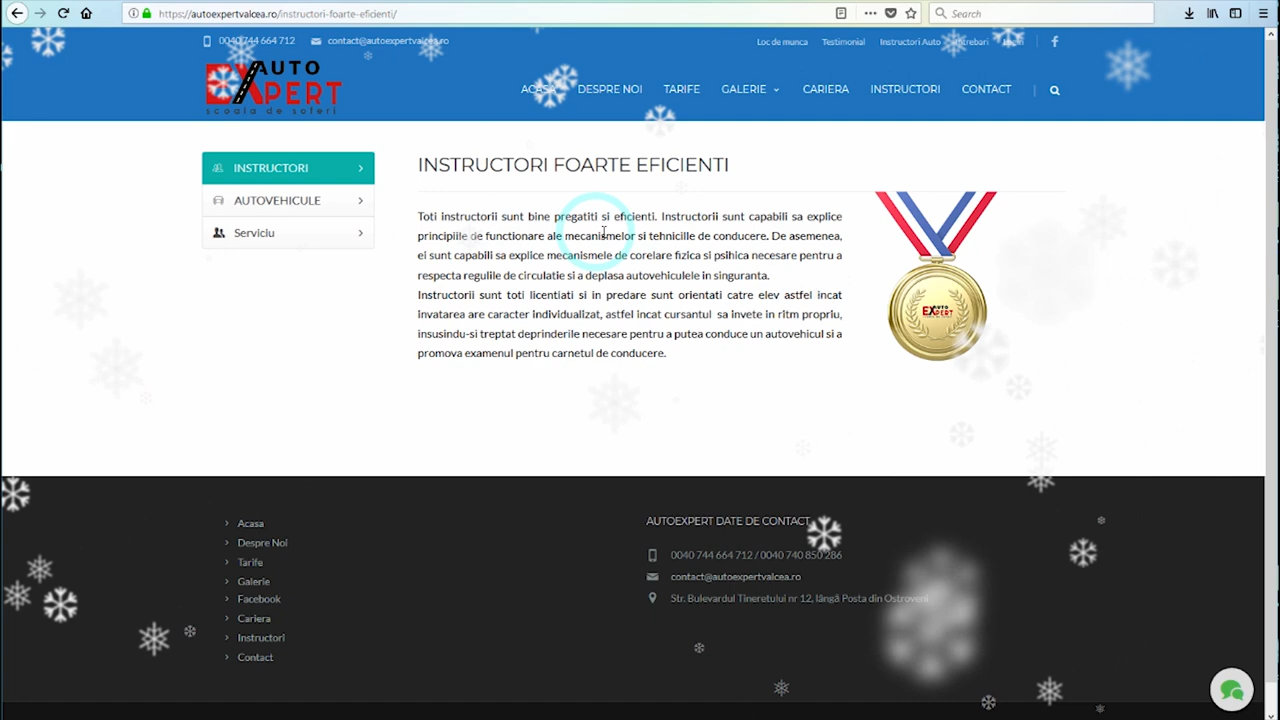 https://autoexpertvalcea.ro/instructori-foarte-eficienti/
Search
0040 744 664 712
contact@autoexpertvalcea.ro
Loc de munca
Testimonial
Instructori Auto
AUTO
EXPERT
scoala de soferi
ACASA
DESPRE NOI
TARIFE
GALERIE
CARIERA
INSTRUCTORI
CONTACT
INSTRUCTORI
AUTOVEHICULE
Serviciu
INSTRUCTORI FOARTE EFICIENTI
Toti instructorii sunt bine pregatiti si eficienti. Instructorii sunt capabili sa explice
principiile de functionare ale mecanismelor si tehnicille de conducere. De asemenea,
ei sunt capabili sa explice mecanismele de corelare fizica si psihica necesare pentru a
respecta regulile de circulatie si a deplasa autovehiculele in singuranta.
Instructorii sunt toti licentiati si in predare sunt orientati catre elev astfel incat
invatarea are caracter individualizat, astfel incat cursantul sa invete in ritm propriu,
insusindu-si treptat deprinderile necesare pentru a putea conduce un autovehicul si a
promova examenul pentru carnetul de conducere.
AUTO
EXPERT
Acasa
Despre Noi
Tarife
Galerie
Facebook
Cariera
Instructori
Contact
AUTOEXPERT DATE DE CONTACT
0040 744 664 712 / 0040 740 850 286
contact@autoexpertvalcea.ro
Str. Bulevardul Tineretului nr 12, lângă Posta din Ostroveni